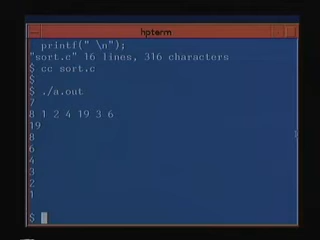 hpterm
printf(" \n");
"sort.c" 16 lines, 316 characters
$ cc sort.c
$
$ ./a.out
7
8 1 2 4 19 3 6
19
8
6
4
3
2
1
$